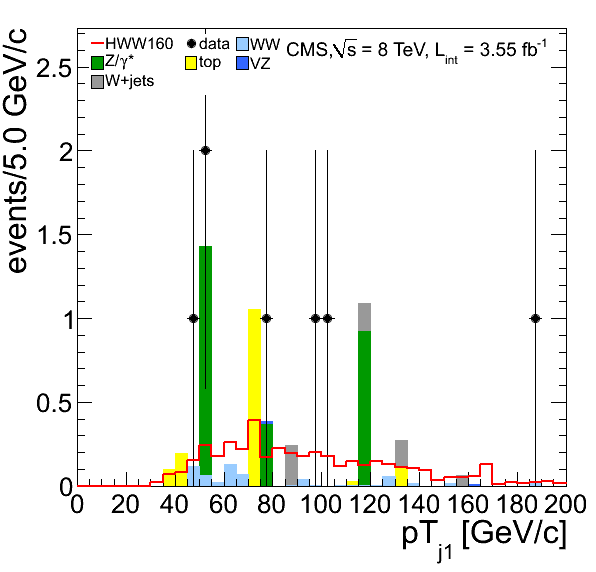 HWW160 data WW
Z/γ* top VZ
W+jets
CMS,√s = 8 TeV, L_int = 3.55 fb⁻¹
events/5.0 GeV/c
2.5
2
1.5
1
0.5
0
0 20 40 60 80 100 120 140 160 180 200
pT_j1 [GeV/c]